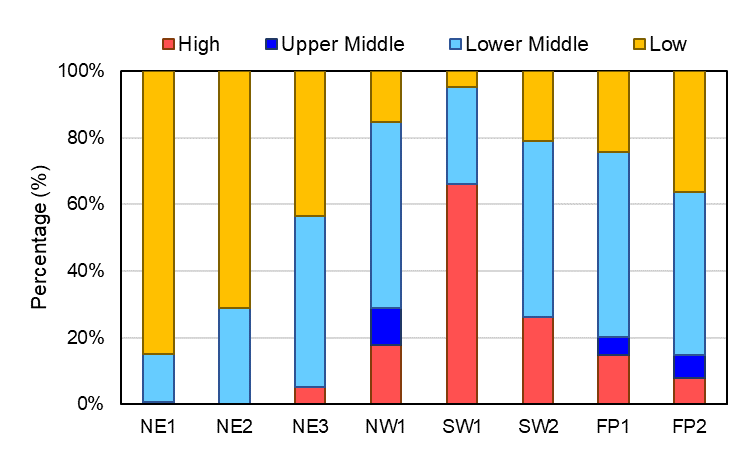 High Upper Middle Lower Middle Low
100%
80%
60%
40%
20%
0%
Percentage (%)
NE1 NE2 NE3 NW1 SW1 SW2 FP1 FP2